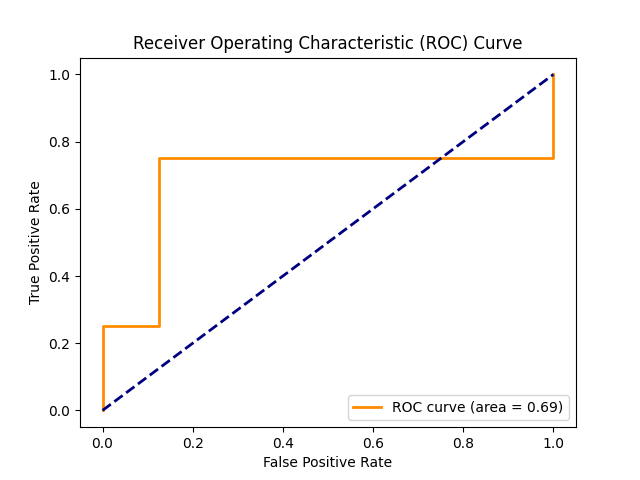 Receiver Operating Characteristic (ROC) Curve
1.0
0.8
0.6
0.4
0.2
0.0
True Positive Rate
ROC curve (area = 0.69)
0.0 0.2 0.4 0.6 0.8 1.0
False Positive Rate